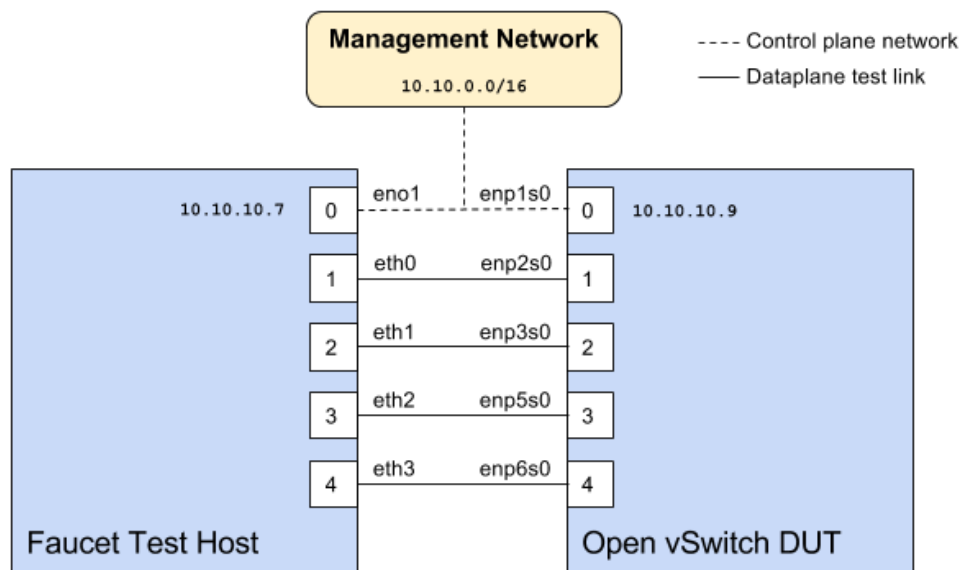 Management Network
10.10.0.0/16
Control plane network
Dataplane test link
10.10.10.7
0
eno1
enp1s0
0
10.10.10.9
1
eth0
enp2s0
1
2
eth1
enp3s0
2
3
eth2
enp5s0
3
4
eth3
enp6s0
4
Faucet Test Host
Open vSwitch DUT